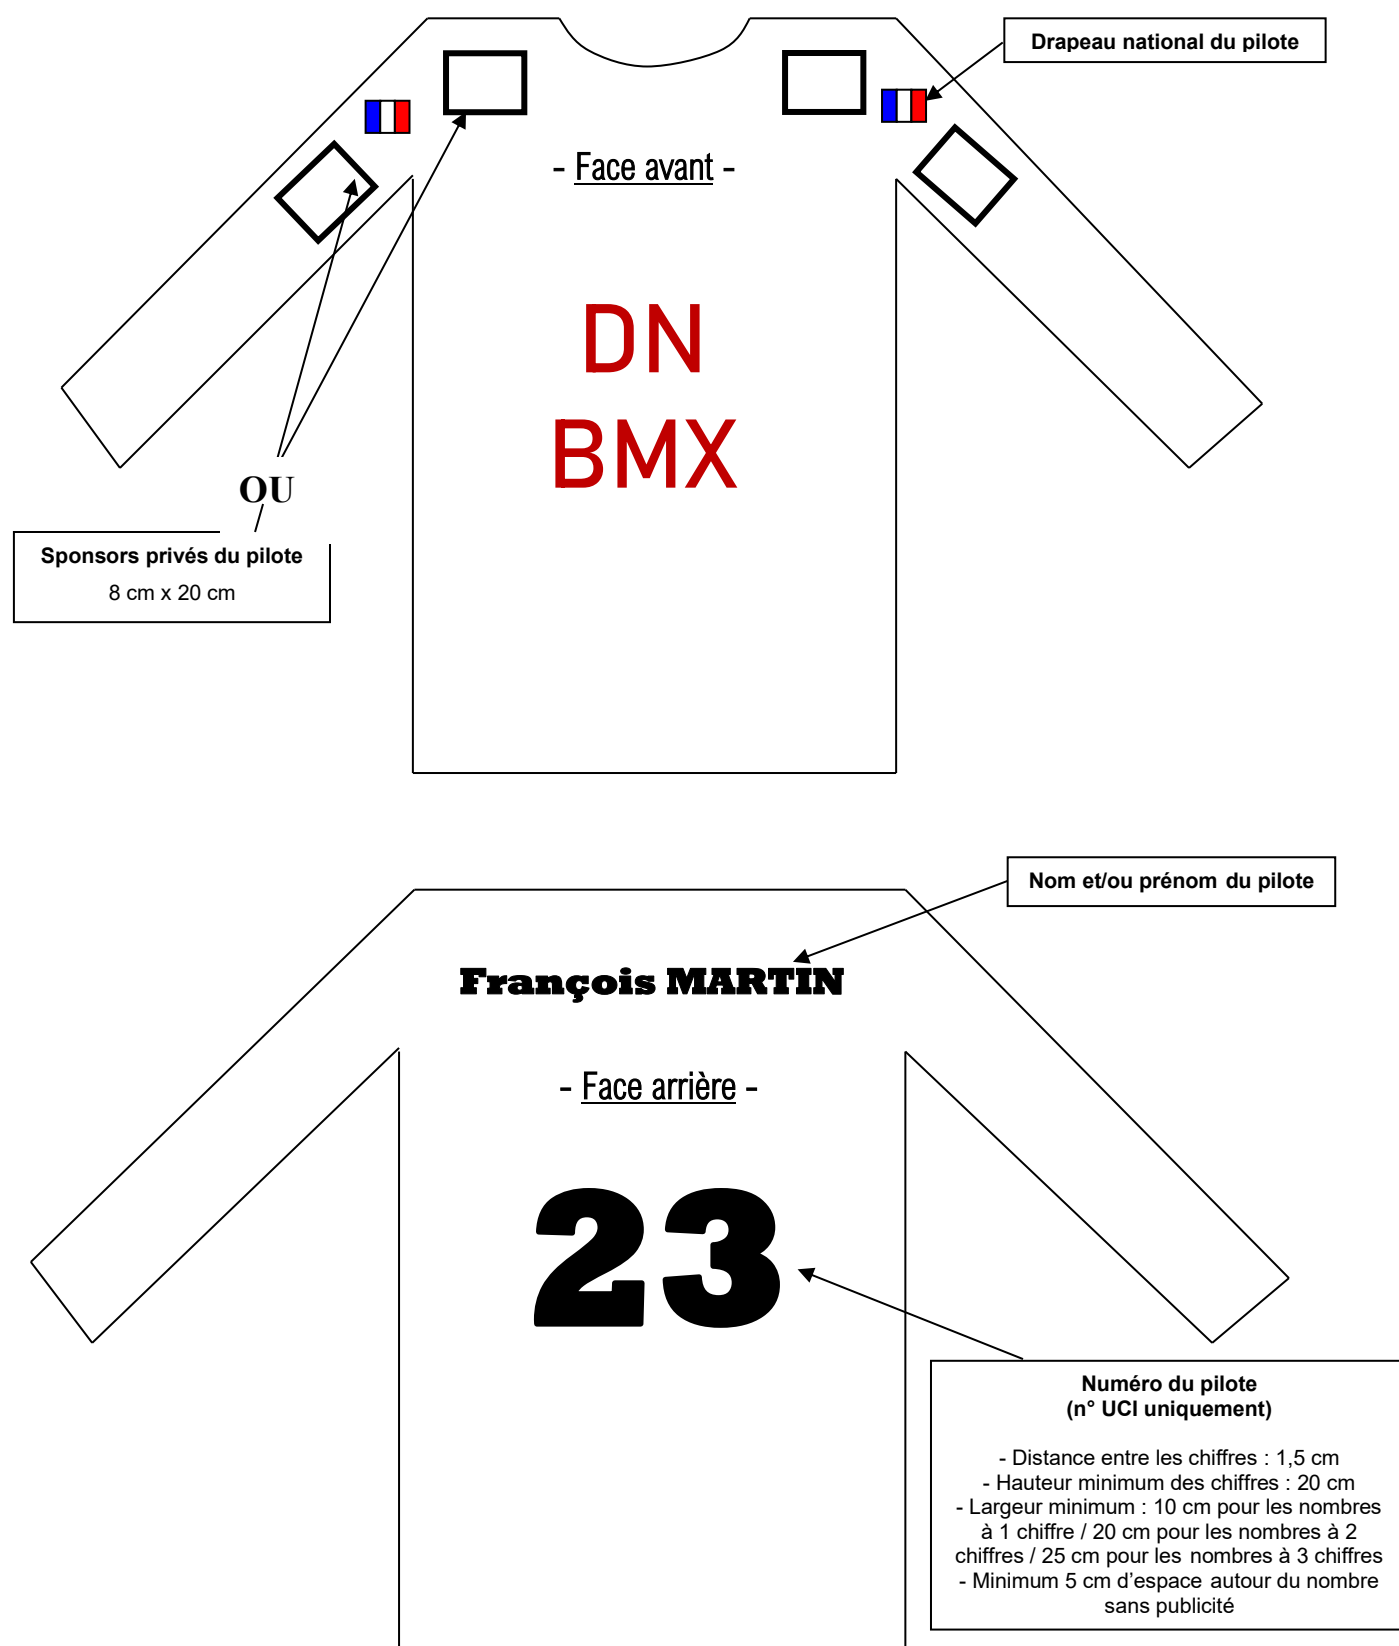 Drapeau national du pilote
- Face avant -
DN
BMX
OU
Sponsors privés du pilote
8 cm x 20 cm
Nom et/ou prénom du pilote
François MARTIN
- Face arrière -
23
Numéro du pilote
(n° UCI uniquement)
- Distance entre les chiffres : 1,5 cm
- Hauteur minimum des chiffres : 20 cm
- Largeur minimum : 10 cm pour les nombres
à 1 chiffre / 20 cm pour les nombres à 2
chiffres / 25 cm pour les nombres à 3 chiffres
- Minimum 5 cm d’espace autour du nombre
sans publicité